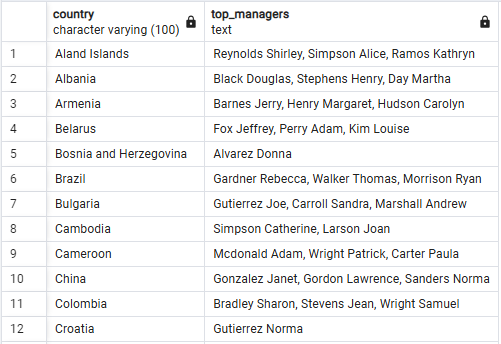 country top_managers
character varying (100) text
1 Aland Islands Reynolds Shirley, Simpson Alice, Ramos Kathryn
2 Albania Black Douglas, Stephens Henry, Day Martha
3 Armenia Barnes Jerry, Henry Margaret, Hudson Carolyn
4 Belarus Fox Jeffrey, Perry Adam, Kim Louise
5 Bosnia and Herzegovina Alvarez Donna
6 Brazil Gardner Rebecca, Walker Thomas, Morrison Ryan
7 Bulgaria Gutierrez Joe, Carroll Sandra, Marshall Andrew
8 Cambodia Simpson Catherine, Larson Joan
9 Cameroon Mcdonald Adam, Wright Patrick, Carter Paula
10 China Gonzalez Janet, Gordon Lawrence, Sanders Norma
11 Colombia Bradley Sharon, Stevens Jean, Wright Samuel
12 Croatia Gutierrez Norma